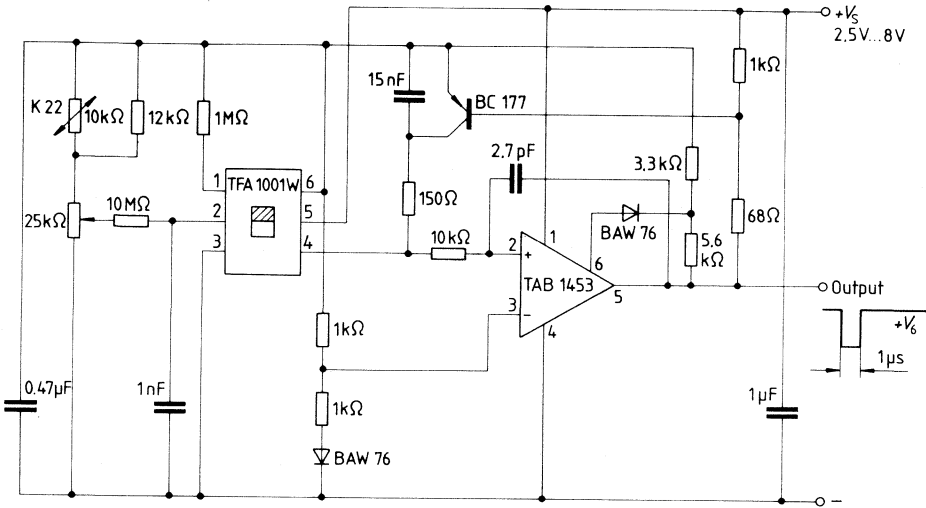 +Vs
2,5V...8V
1kΩ
15nF
BC 177
K 22
10kΩ
12kΩ
1MΩ
2,7pF
3,3kΩ
1
TFA 1001W
6
150Ω
68Ω
25kΩ
10MΩ
2
5
10kΩ
BAW 76
5,6
kΩ
3
4
2
+
1
6
TAB 1453
5
Output
3
-
4
+V6
1kΩ
1µs
0.47µF
1nF
1kΩ
1µF
BAW 76
-